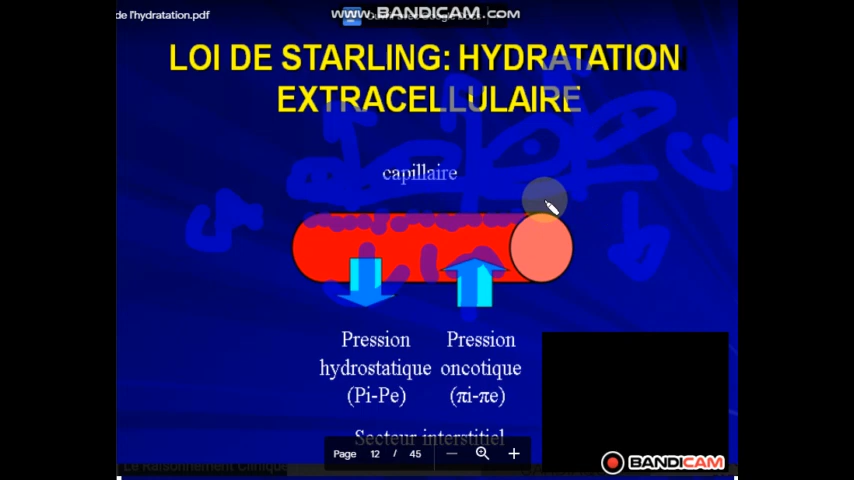 de l'hydratation.pdf
www.BANDICAM.com
LOI DE STARLING: HYDRATATION
EXTRACELLULAIRE
capillaire
Pression
hydrostatique
(Pi-Pe)
Pression
oncotique
(πi-πe)
Secteur interstitiel
Page 12 / 45
Le Raisonnement Clinique
BANDICAM